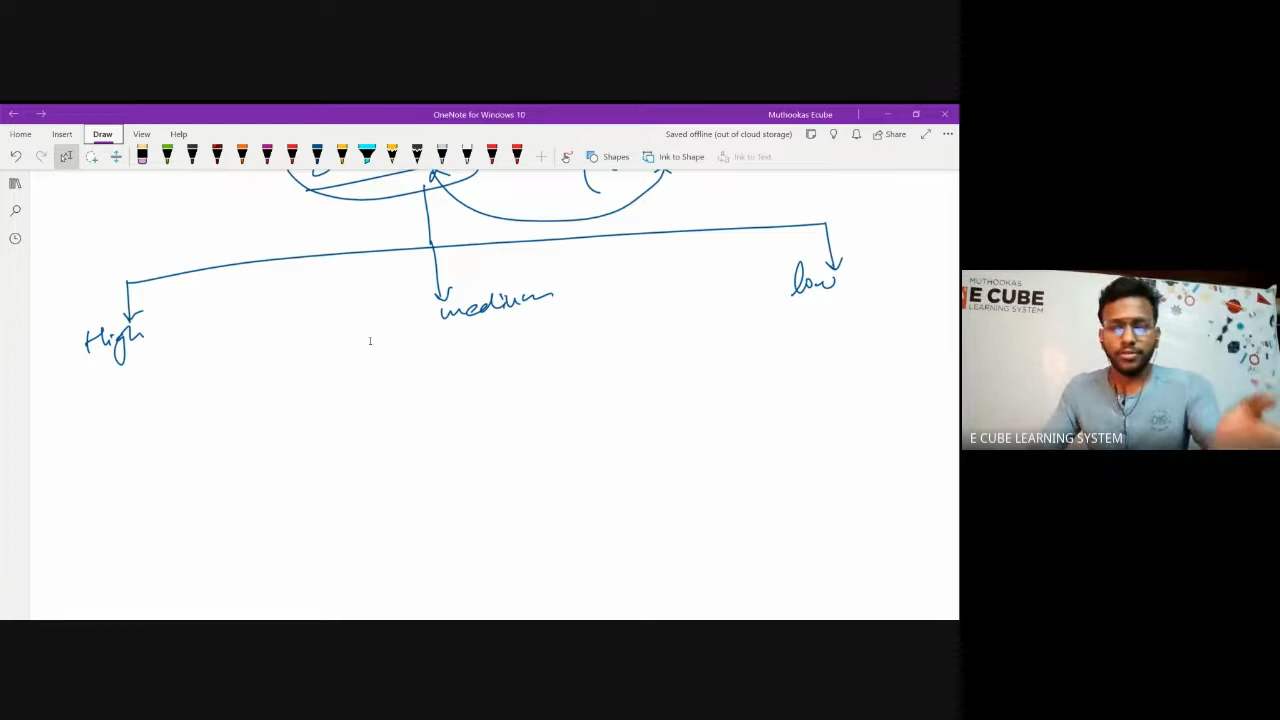 OneNote for Windows 10
Muthookas Ecube
Home Insert Draw View Help
Saved offline (out of cloud storage)
Share
Shapes
Ink to Shape
Ink to Text
low
medium
High
MUTHOOKAS
E CUBE
LEARNING SYSTEM
E CUBE LEARNING SYSTEM